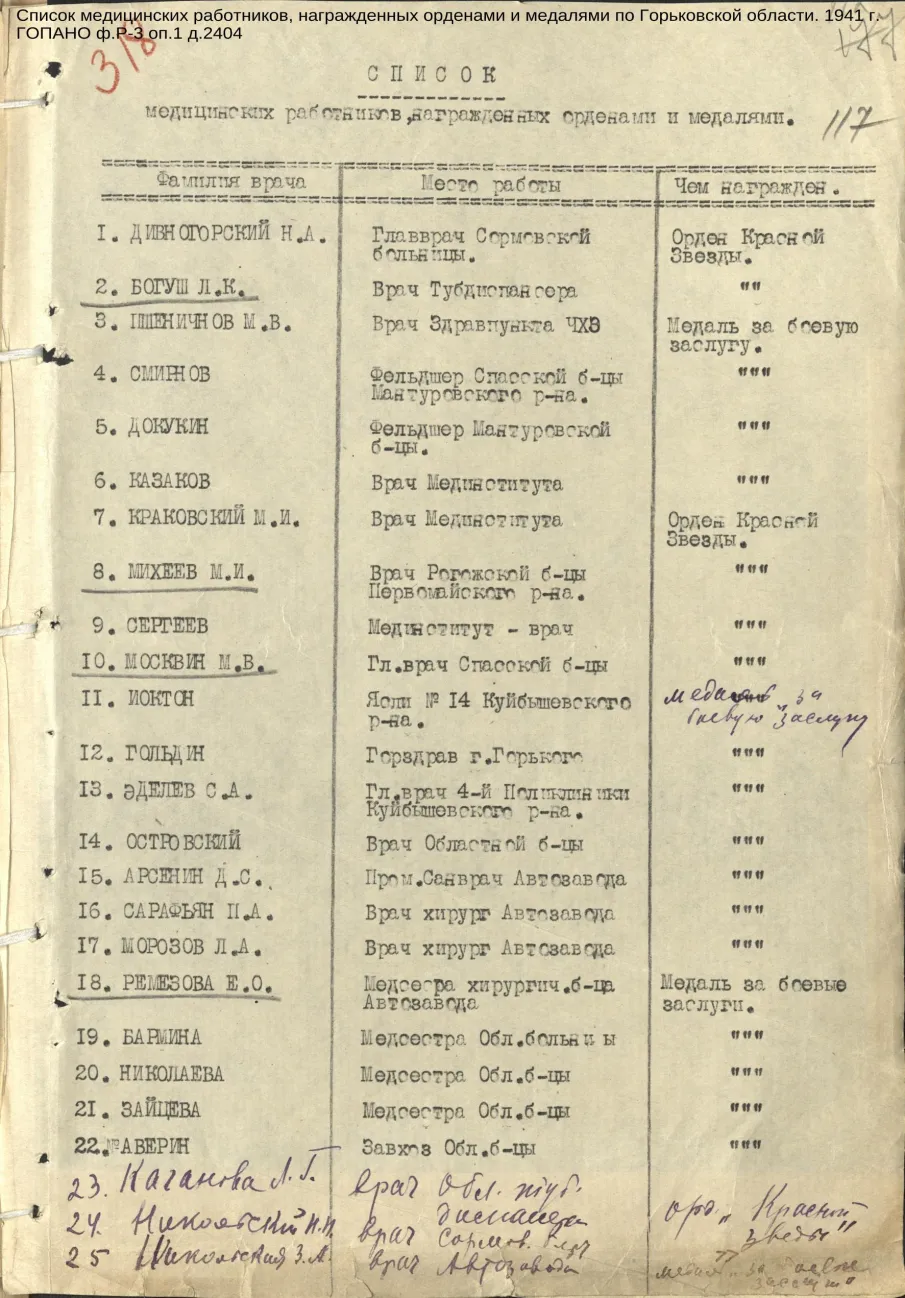 Список медицинских работников, награжденных орденами и медалями по Горьковской области. 1941 г.
ГОПАНО ф.Р-3 оп.1 д.2404
318
177
СПИСОК
медицинских работников,награжденных орденами и медалями.
117
Фамилия врача Место работы Чем награжден.
1. ДИВНОГОРСКИЙ Н.А. Главврач Сормовской Орден Красной
больницы. Звезды.
2. БОГУШ Л.К. Врач Тубдиспансера ""
3. ПШЕНИЧНОВ М.В. Врач Здравпункта ЧХЗ Медаль за боевую
заслугу.
4. СМИРНОВ Фельдшер Спасской б-цы """
Мантуровского р-на.
5. ДОКУКИН Фельдшер Мантуровской """
б-цы.
6. КАЗАКОВ Врач Мединститута """
7. КРАКОВСКИЙ М.И. Врач Мединститута Орден Красной
Звезды.
8. МИХЕЕВ М.И. Врач Рогожской б-цы """
Первомайского р-на.
9. СЕРГЕЕВ Мединститут - врач """
10. МОСКВИН М.В. Гл.врач Спасской б-цы """
11. ИОКТОН Ясли № 14 Куйбышевского медаль за
р-на. боевую заслугу
12. ГОЛЬДИН Горздрав г.Горького """
13. ЭДЕЛЕВ С.А. Гл.врач 4-й Поликлиники """
Куйбышевского р-на.
14. ОСТРОВСКИЙ Врач Областной б-цы """
15. АРСЕНИН Д.С. Пром.Санврач Автозавода """
16. САРАФЬЯН П.А. Врач хирург Автозавода """
17. МОРОЗОВ Л.А. Врач хирург Автозавода """
18. РЕМЕЗОВА Е.О. Медсестра хирургич.б-ца Медаль за боевые
Автозавода заслуги.
19. БАРМИНА Медсестра Обл.больницы """
20. НИКОЛАЕВА Медсестра Обл.б-цы """
21. ЗАЙЦЕВА Медсестра Обл.б-цы """
22. АВЕРИН Завхоз Обл.б-цы """
23. Каганова Л.Г. врач Обл. туб.
диспансера
24. Никольский Н.И. врач Сормов. орд. „Красной
звезды"
25 Никольская З.А. врач Автозавода медаль „за боевые
заслуги"